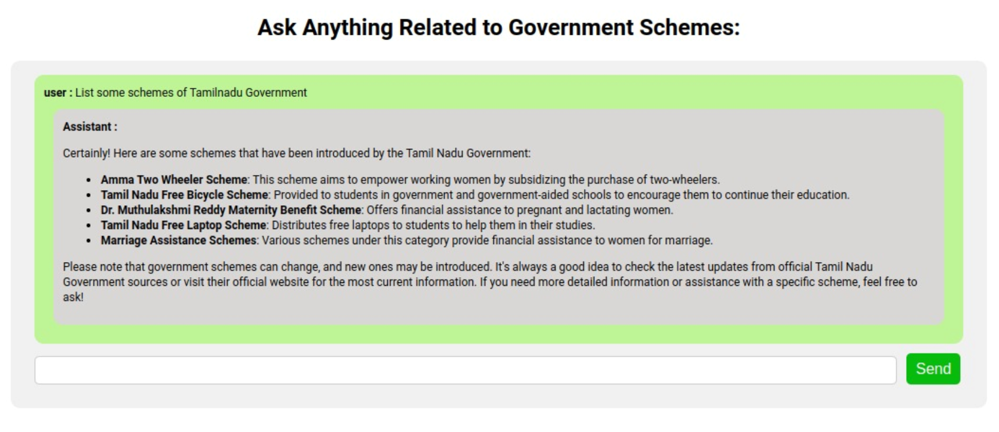 Ask Anything Related to Government Schemes:
user : List some schemes of Tamilnadu Government
Assistant :
Certainly! Here are some schemes that have been introduced by the Tamil Nadu Government:
• Amma Two Wheeler Scheme: This scheme aims to empower working women by subsidizing the purchase of two-wheelers.
• Tamil Nadu Free Bicycle Scheme: Provided to students in government and government-aided schools to encourage them to continue their education.
• Dr. Muthulakshmi Reddy Maternity Benefit Scheme: Offers financial assistance to pregnant and lactating women.
• Tamil Nadu Free Laptop Scheme: Distributes free laptops to students to help them in their studies.
• Marriage Assistance Schemes: Various schemes under this category provide financial assistance to women for marriage.
Please note that government schemes can change, and new ones may be introduced. It's always a good idea to check the latest updates from official Tamil Nadu
Government sources or visit their official website for the most current information. If you need more detailed information or assistance with a specific scheme, feel free to
ask!
Send